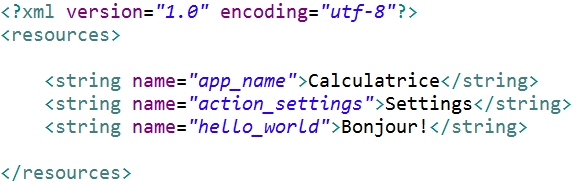 <?xml version="1.0" encoding="utf-8"?>
<resources>
<string name="app_name">Calculatrice</string>
<string name="action_settings">Settings</string>
<string name="hello_world">Bonjour!</string>
</resources>